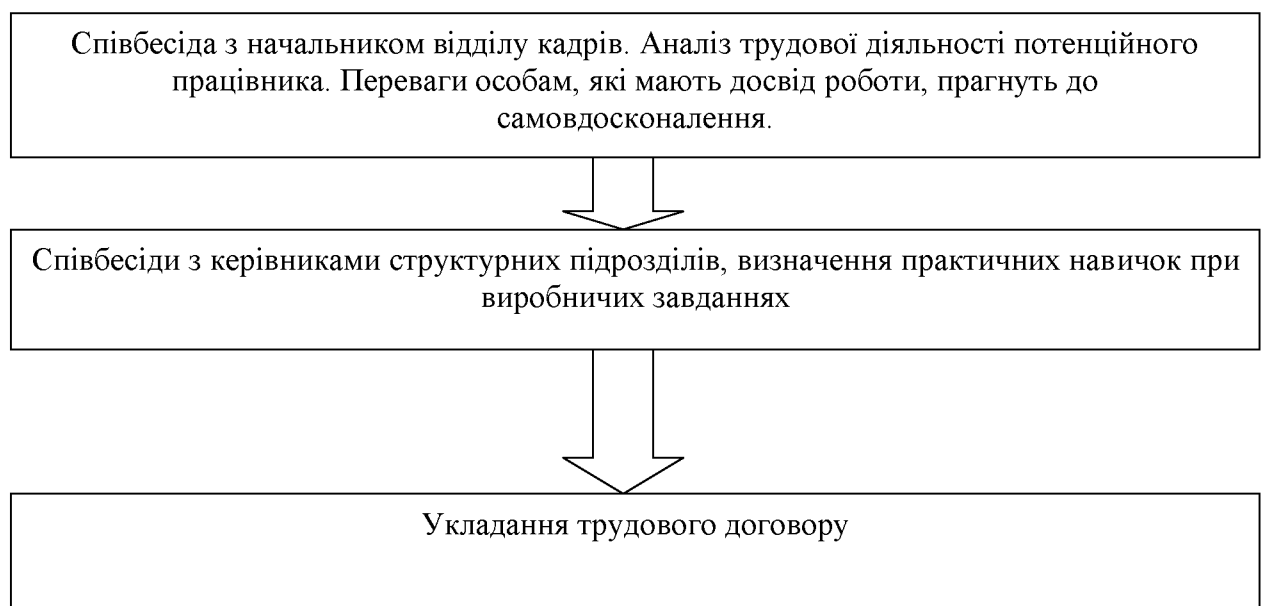 Співбесіда з начальником відділу кадрів. Аналіз трудової діяльності потенційного
працівника. Переваги особам, які мають досвід роботи, прагнуть до
самовдосконалення.
Співбесіди з керівниками структурних підрозділів, визначення практичних навичок при
виробничих завданнях
Укладання трудового договору